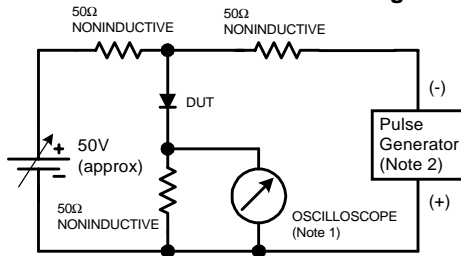 50Ω
NONINDUCTIVE
50Ω
NONINDUCTIVE
DUT
(-)
+
50V
(approx)
−
Pulse
Generator
(Note 2)
50Ω
NONINDUCTIVE
(+)
OSCILLOSCOPE
(Note 1)